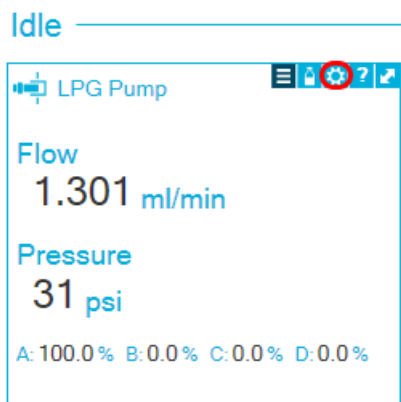 Idle
LPG Pump ?
Flow
1.301 ml/min
Pressure
31 psi
A: 100.0 % B: 0.0 % C: 0.0 % D: 0.0 %